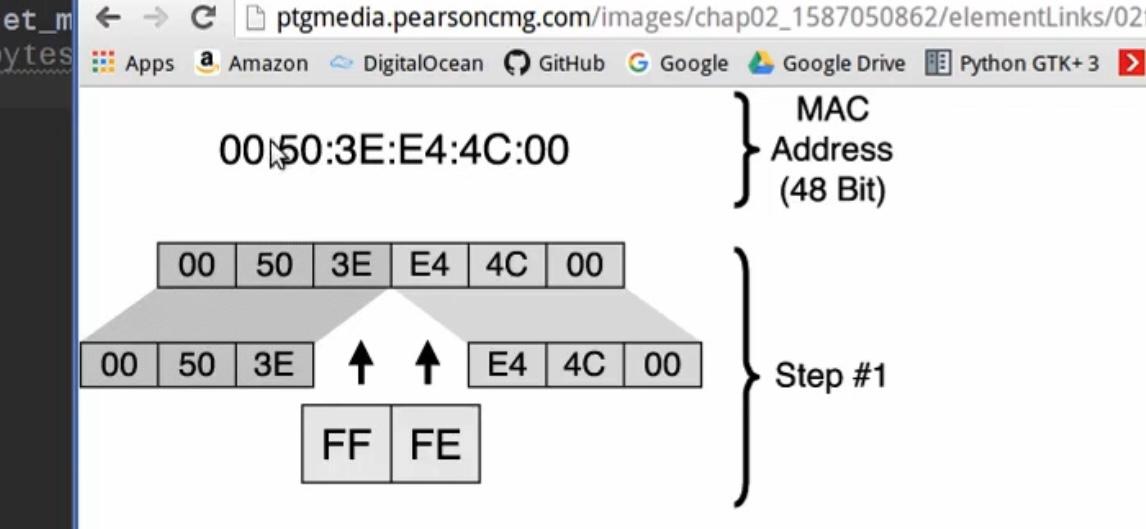 et_m
ytes
ptgmedia.pearsoncmg.com/images/chap02_1587050862/elementLinks/02
Apps Amazon DigitalOcean GitHub Google Google Drive Python GTK+ 3
00:50:3E:E4:4C:00
MAC
Address
(48 Bit)
00 50 3E E4 4C 00
00 50 3E E4 4C 00
Step #1
FF FE